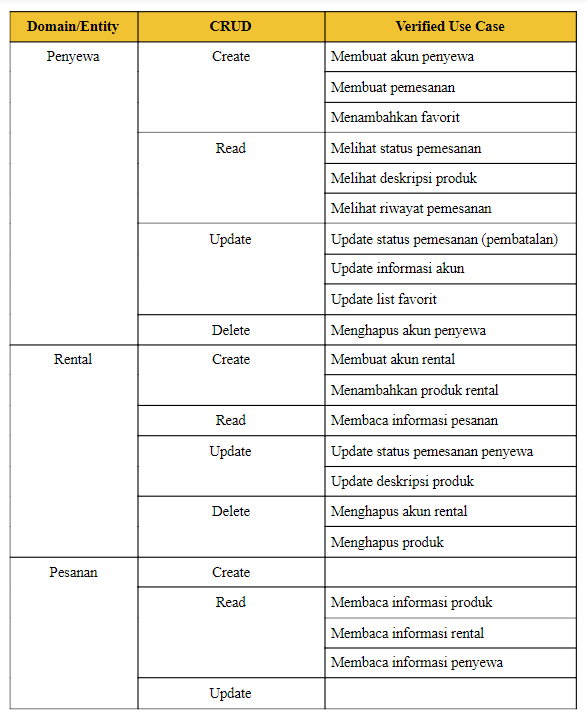 Domain/Entity CRUD Verified Use Case
Penyewa Create Membuat akun penyewa
Membuat pemesanan
Menambahkan favorit
Read Melihat status pemesanan
Melihat deskripsi produk
Melihat riwayat pemesanan
Update Update status pemesanan (pembatalan)
Update informasi akun
Update list favorit
Delete Menghapus akun penyewa
Rental Create Membuat akun rental
Menambahkan produk rental
Read Membaca informasi pesanan
Update Update status pemesanan penyewa
Update deskripsi produk
Delete Menghapus akun rental
Menghapus produk
Pesanan Create
Read Membaca informasi produk
Membaca informasi rental
Membaca informasi penyewa
Update